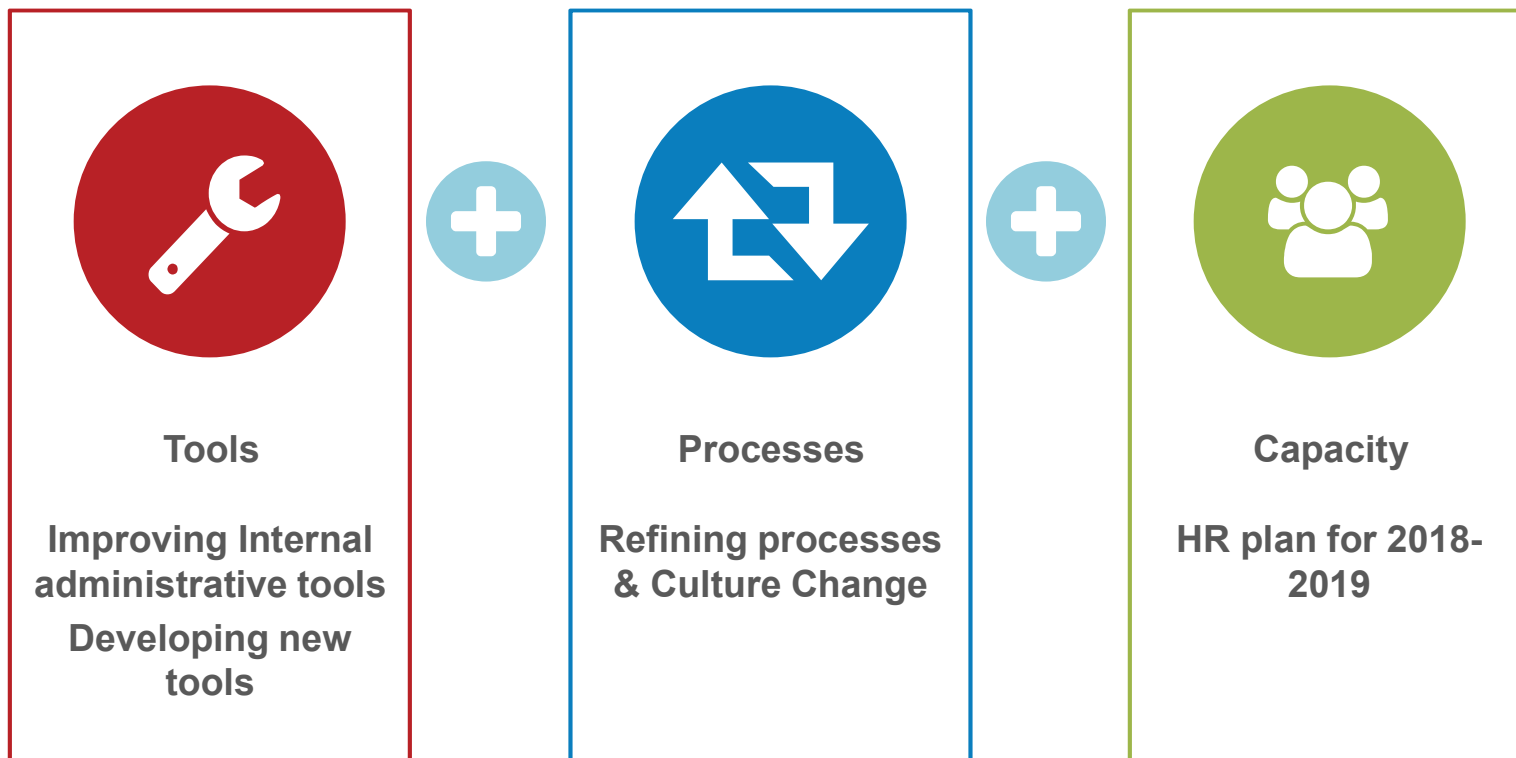 Tools
Improving Internal
administrative tools
Developing new
tools
Processes
Refining processes
& Culture Change
Capacity
HR plan for 2018-
2019